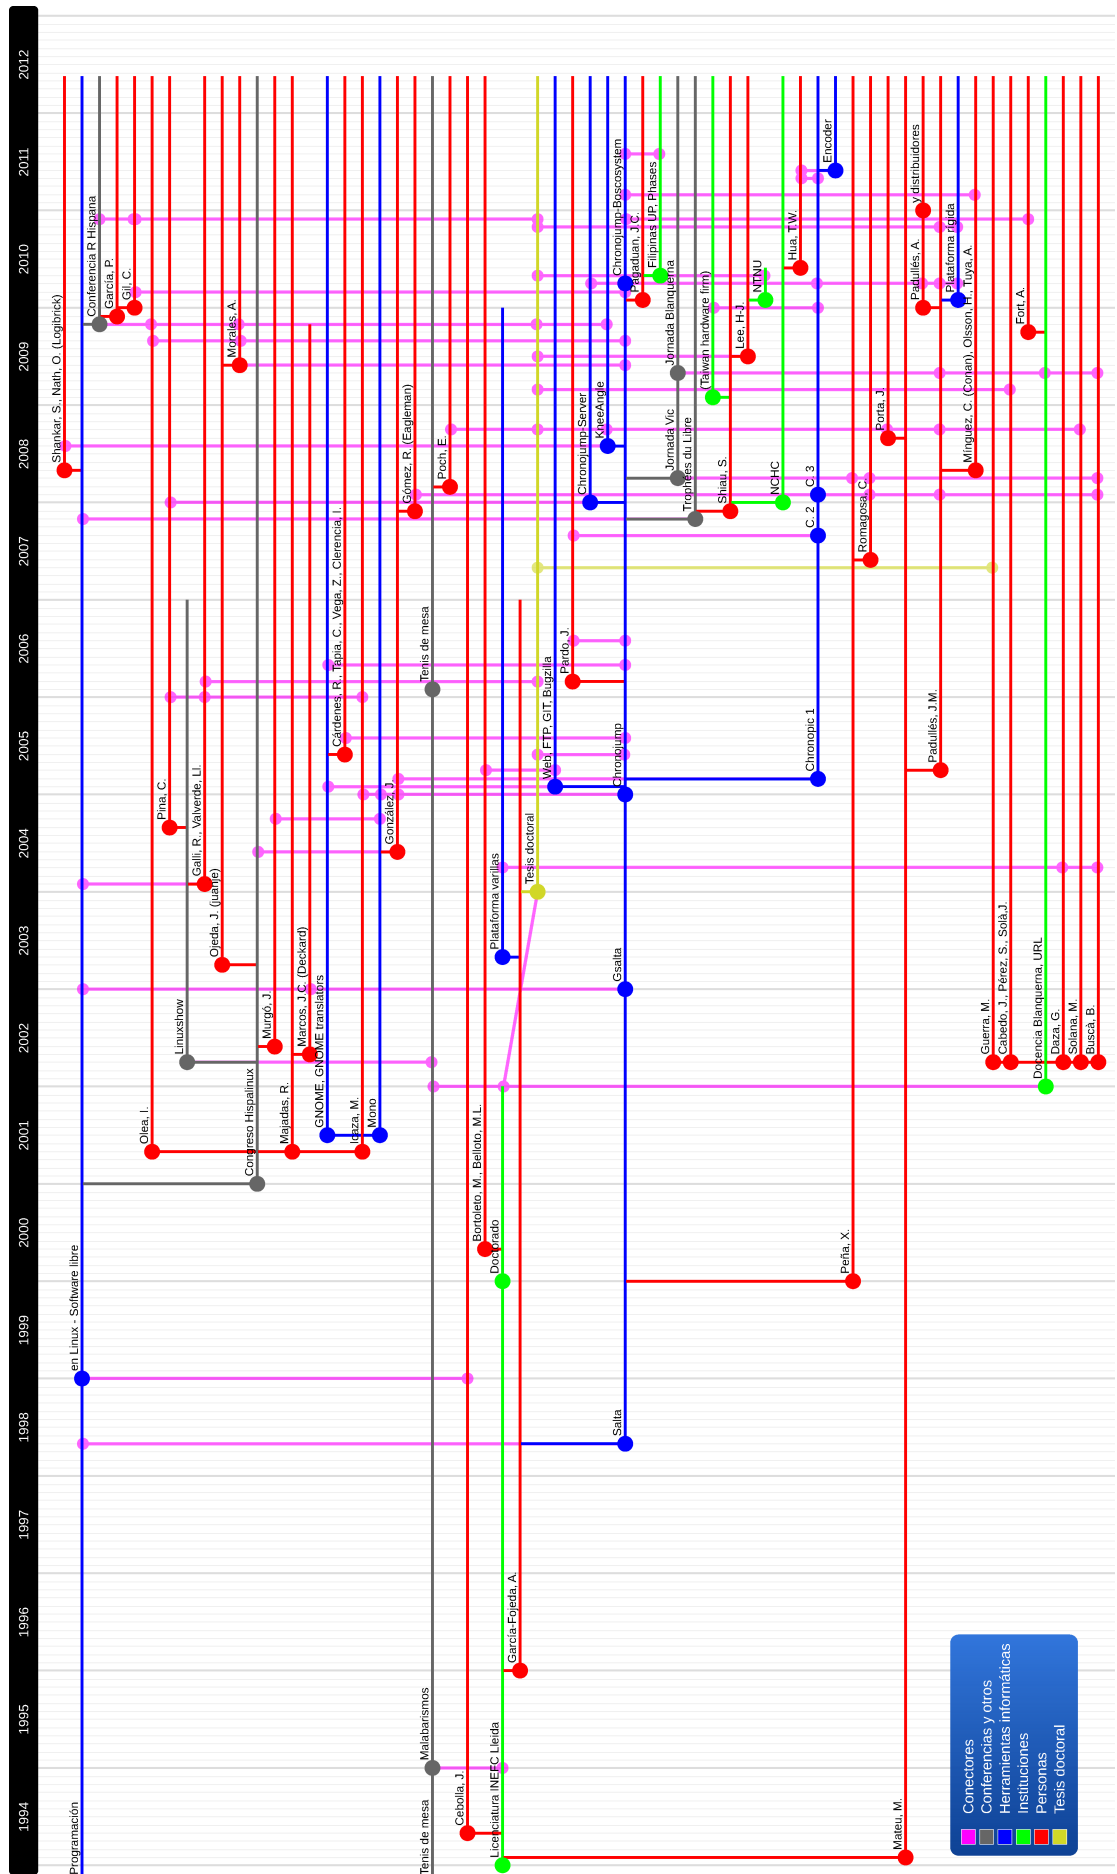 2012
2011
2010
2009
2008
2007
2006
2005
2004
2003
2002
2001
2000
1999
1998
1997
1996
1995
1994
Shankar, S., Nath, O. (Logibrick)
Programación
en Linux - Software libre
Conferencia R Hispana
García, P.
Gil, C.
Olea, I.
Pina, C.
Linuxshow
Galli, R., Valverde, Ll.
Ojeda, J. (juanje)
Morales, A.
Congreso Hispalinux
Murgó, J.
Majadas, R.
Marcos, J.C. (Deckard)
GNOME, GNOME translators
Cárdenes, R., Tapia, C., Vega, Z., Clerencia, I.
Icaza, M.
Mono
González, J.
Gómez, R. (Eagleman)
Tenis de mesa
Malabarismos
Tenis de mesa
Poch, E.
Cebolla, J.
Bortoleto, M., Belloto, M.L.
Licenciatura INEFC Lleida
Doctorado
Plataforma varillas
Garcia-Fojeda, A.
Tesis doctoral
Web, FTP, GIT, Bugzilla
Pardo, J.
Chronojump-Server
KneeAngle
Salta
Gsalta
Chronojump
Chronojump-Boscosystem
Pagaduan, J.C.
Filipinas UP, Phases
Jornada Vic
Jornada Blanquerna
Trophées du Libre
(Taiwan hardware firm)
Shiau, S.
Lee, H-J.
NTNU
NCHC
Hua, T.W.
Chronopic 1
C. 2
C. 3
Encoder
Peña, X.
Romagosa, C.
Porta, J.
Mateu, M.
Padullés, A.
y distribuidores
Padullés, J.M.
Plataforma rígida
Mínguez, C. (Conan), Olsson, H., Tuya, A.
Guerra, M.
Cabedo, J., Pérez, S., Solà,J.
Fort, A.
Docencia Blanquerna, URL
Daza, G.
Solana, M.
Buscà, B.
Conectores
Conferencias y otros
Herramientas informáticas
Instituciones
Personas
Tesis doctoral